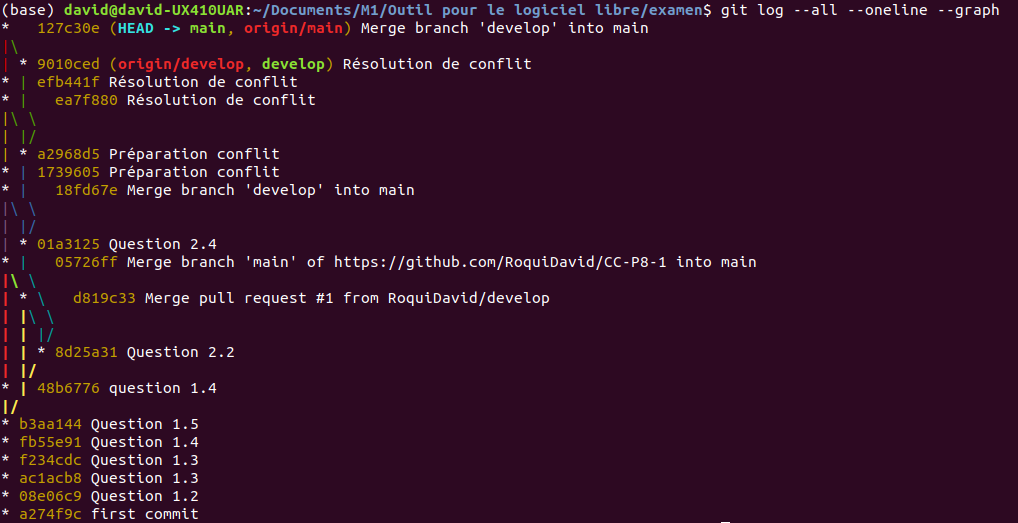 (base) david@david-UX410UAR:~/Documents/M1/Outil pour le logiciel libre/examen$ git log --all --oneline --graph
*   127c30e (HEAD -> main, origin/main) Merge branch 'develop' into main
|\
| * 9010ced (origin/develop, develop) Résolution de conflit
* | efb441f Résolution de conflit
* |   ea7f880 Résolution de conflit
|\ \
| |/
| * a2968d5 Préparation conflit
* | 1739605 Préparation conflit
* |   18fd67e Merge branch 'develop' into main
|\ \
| |/
| * 01a3125 Question 2.4
* |   05726ff Merge branch 'main' of https://github.com/RoquiDavid/CC-P8-1 into main
|\ \
| * \   d819c33 Merge pull request #1 from RoquiDavid/develop
| |\ \
| | |/
| | * 8d25a31 Question 2.2
| |/
* | 48b6776 question 1.4
|/
* b3aa144 Question 1.5
* fb55e91 Question 1.4
* f234cdc Question 1.3
* ac1acb8 Question 1.3
* 08e06c9 Question 1.2
* a274f9c first commit